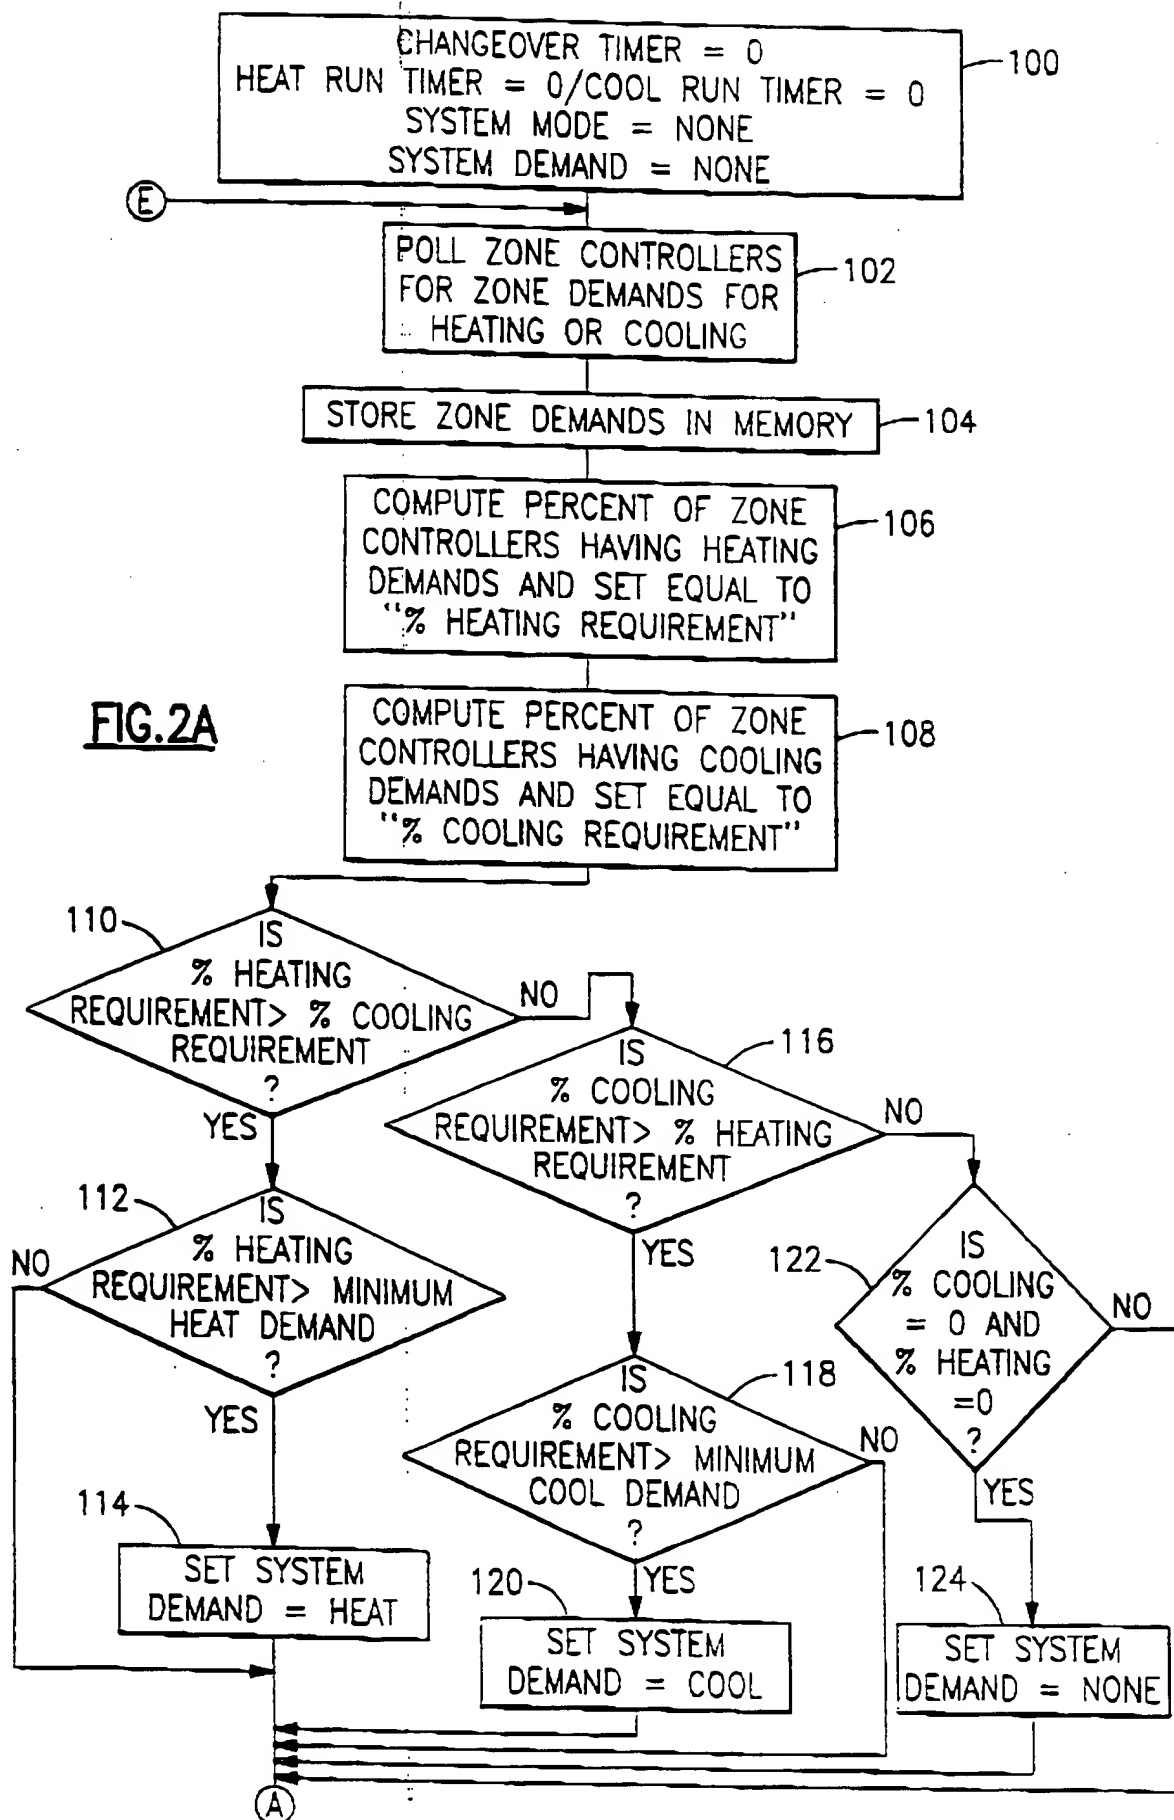 CHANGEOVER TIMER = 0
HEAT RUN TIMER = 0/COOL RUN TIMER = 0
SYSTEM MODE = NONE
SYSTEM DEMAND = NONE
100
E
POLL ZONE CONTROLLERS
FOR ZONE DEMANDS FOR
HEATING OR COOLING
102
STORE ZONE DEMANDS IN MEMORY
104
COMPUTE PERCENT OF ZONE
CONTROLLERS HAVING HEATING
DEMANDS AND SET EQUAL TO
"% HEATING REQUIREMENT"
106
FIG.2A
COMPUTE PERCENT OF ZONE
CONTROLLERS HAVING COOLING
DEMANDS AND SET EQUAL TO
"% COOLING REQUIREMENT"
108
110
IS
% HEATING
REQUIREMENT> % COOLING
REQUIREMENT
?
NO
YES
116
IS
% COOLING
REQUIREMENT> % HEATING
REQUIREMENT
?
NO
YES
112
IS
% HEATING
REQUIREMENT> MINIMUM
HEAT DEMAND
?
NO
YES
122
IS
% COOLING
= 0 AND
% HEATING
=0
?
NO
YES
118
IS
% COOLING
REQUIREMENT> MINIMUM
COOL DEMAND
?
NO
YES
114
SET SYSTEM
DEMAND = HEAT
120
SET SYSTEM
DEMAND = COOL
124
SET SYSTEM
DEMAND = NONE
A